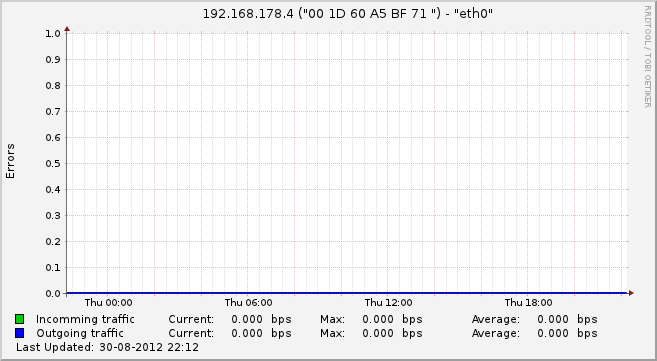 192.168.178.4 ("00 1D 60 A5 BF 71 ") - "eth0"
RRDTOOL / TOBI OETIKER
Errors
1.0
0.9
0.8
0.7
0.6
0.5
0.4
0.3
0.2
0.1
0.0
Thu 00:00 Thu 06:00 Thu 12:00 Thu 18:00
Incomming traffic Current: 0.000 bps Max: 0.000 bps Average: 0.000 bps
Outgoing traffic Current: 0.000 bps Max: 0.000 bps Average: 0.000 bps
Last Updated: 30-08-2012 22:12